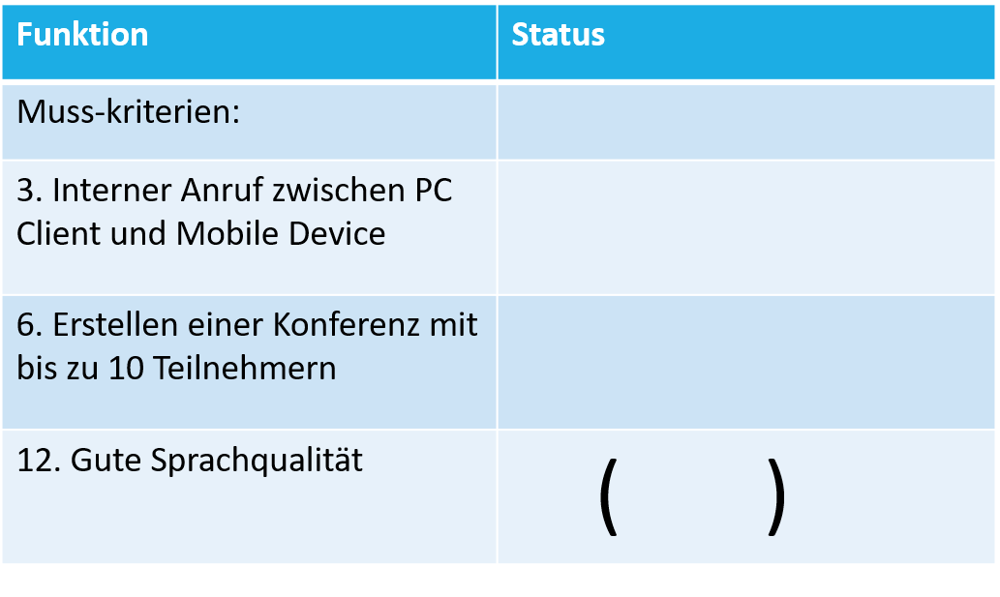 Funktion Status
Muss-kriterien:
3. Interner Anruf zwischen PC
Client und Mobile Device
6. Erstellen einer Konferenz mit
bis zu 10 Teilnehmern
12. Gute Sprachqualität
( )